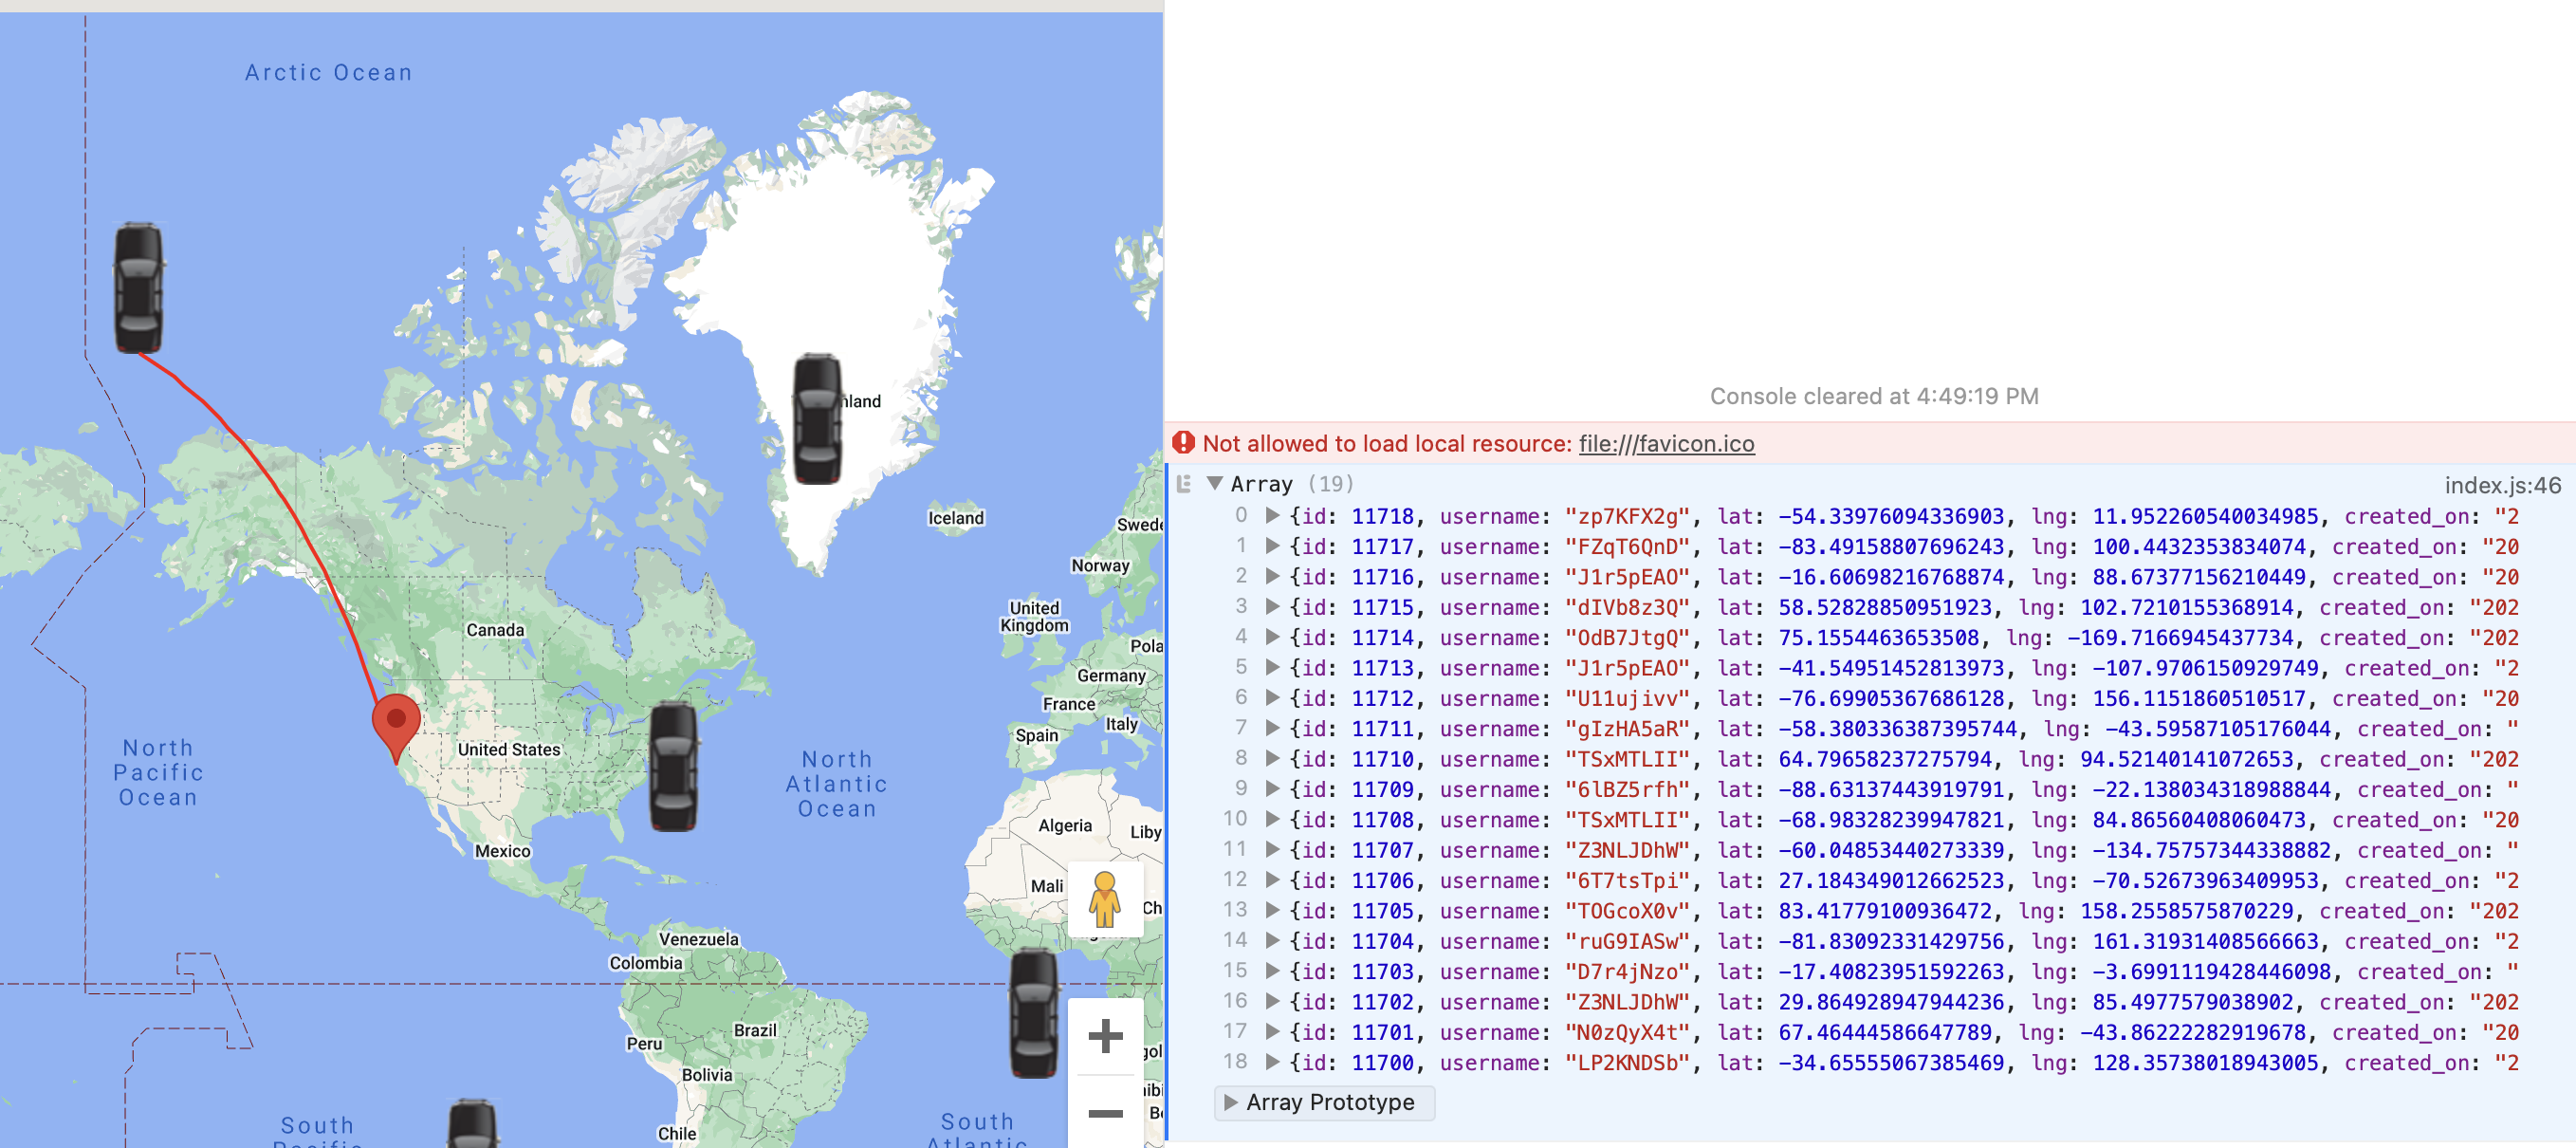 Arctic Ocean
nland
Iceland
Swede
Norway
United
Kingdom
Canada
Pola
Germany
France
Italy
Spain
United States
North
Pacific
Ocean
North
Atlantic
Ocean
Algeria
Liby
Mexico
Mali
Ch
Venezuela
Colombia
Brazil
Peru
gol
Bolivia
ibi
B
South
South
Chile
Console cleared at 4:49:19 PM
Not allowed to load local resource: file:///favicon.ico
Array (19) index.js:46
0 {id: 11718, username: "zp7KFX2g", lat: -54.33976094336903, lng: 11.952260540034985, created_on: "2
1 {id: 11717, username: "FZqT6QnD", lat: -83.49158807696243, lng: 100.4432353834074, created_on: "20
2 {id: 11716, username: "J1r5pEAO", lat: -16.60698216768874, lng: 88.67377156210449, created_on: "20
3 {id: 11715, username: "dIVb8z3Q", lat: 58.52828850951923, lng: 102.7210155368914, created_on: "202
4 {id: 11714, username: "OdB7JtgQ", lat: 75.1554463653508, lng: -169.7166945437734, created_on: "202
5 {id: 11713, username: "J1r5pEAO", lat: -41.54951452813973, lng: -107.9706150929749, created_on: "2
6 {id: 11712, username: "U11ujivv", lat: -76.69905367686128, lng: 156.1151860510517, created_on: "20
7 {id: 11711, username: "gIzHA5aR", lat: -58.380336387395744, lng: -43.59587105176044, created_on: "
8 {id: 11710, username: "TSxMTLII", lat: 64.79658237275794, lng: 94.52140141072653, created_on: "202
9 {id: 11709, username: "6lBZ5rfh", lat: -88.63137443919791, lng: -22.138034318988844, created_on: "
10 {id: 11708, username: "TSxMTLII", lat: -68.98328239947821, lng: 84.86560408060473, created_on: "20
11 {id: 11707, username: "Z3NLJDhW", lat: -60.04853440273339, lng: -134.75757344338882, created_on: "
12 {id: 11706, username: "6T7tsTpi", lat: 27.184349012662523, lng: -70.52673963409953, created_on: "2
13 {id: 11705, username: "TOGcoX0v", lat: 83.41779100936472, lng: 158.2558575870229, created_on: "202
14 {id: 11704, username: "ruG9IASw", lat: -81.83092331429756, lng: 161.31931408566663, created_on: "2
15 {id: 11703, username: "D7r4jNzo", lat: -17.40823951592263, lng: -3.6991119428446098, created_on: "
16 {id: 11702, username: "Z3NLJDhW", lat: 29.864928947944236, lng: 85.4977579038902, created_on: "202
17 {id: 11701, username: "N0zQyX4t", lat: 67.46444586647789, lng: -43.86222282919678, created_on: "20
18 {id: 11700, username: "LP2KNDSb", lat: -34.65555067385469, lng: 128.35738018943005, created_on: "2
Array Prototype